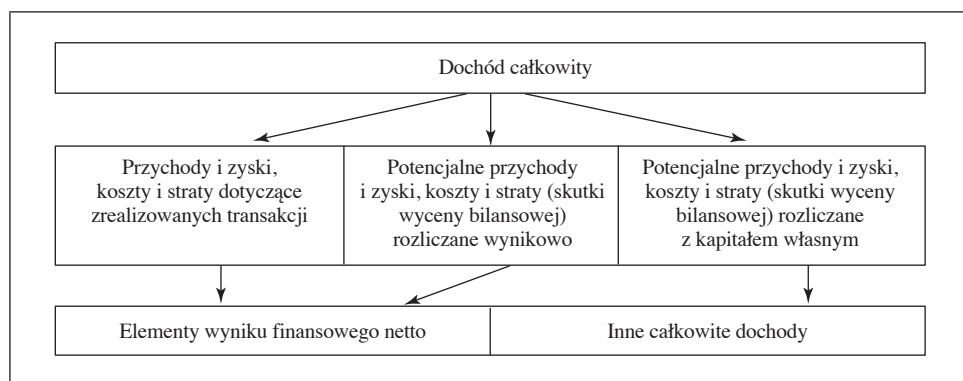 Dochód całkowity
Przychody i zyski,
koszty i straty dotyczące
zrealizowanych transakcji
Potencjalne przychody
i zyski, koszty i straty (skutki
wyceny bilansowej)
rozliczane wynikowo
Potencjalne przychody i zyski,
koszty i straty (skutki wyceny
bilansowej) rozliczane
z kapitałem własnym
Elementy wyniku finansowego netto
Inne całkowite dochody